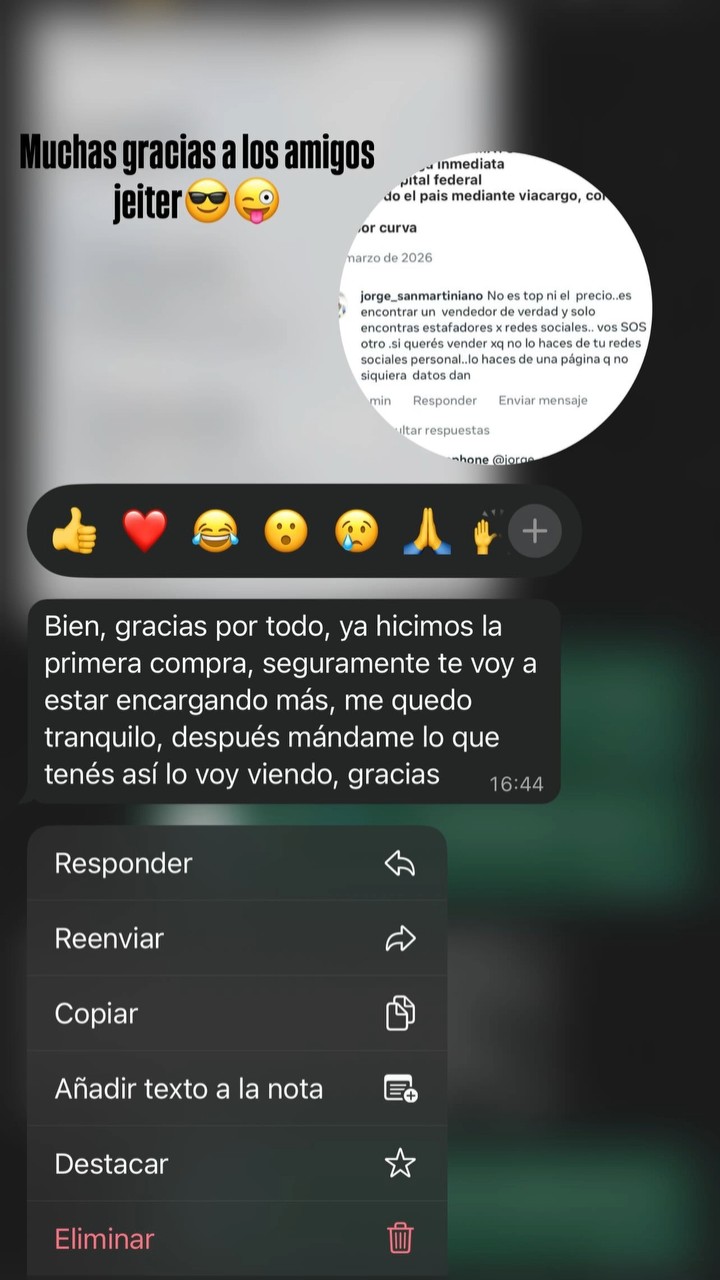 Muchas gracias a los amigos
jeiter😎😜
inmediata
pital federal
do el pais mediante viacargo, co
or curva
marzo de 2026
jorge_sanmartiniano No es top ni el precio..es
encontrar un vendedor de verdad y solo
encontras estafadores x redes sociales.. vos SOS
otro .si querés vender xq no lo haces de tu redes
sociales personal..lo haces de una página q no
siquiera datos dan
min Responder Enviar mensaje
ultar respuestas
phone @jorge
👍 ❤️ 😂 😮 😢 🙏
Bien, gracias por todo, ya hicimos la
primera compra, seguramente te voy a
estar encargando más, me quedo
tranquilo, después mándame lo que
tenés así lo voy viendo, gracias
16:44
Responder
Reenviar
Copiar
Añadir texto a la nota
Destacar
Eliminar